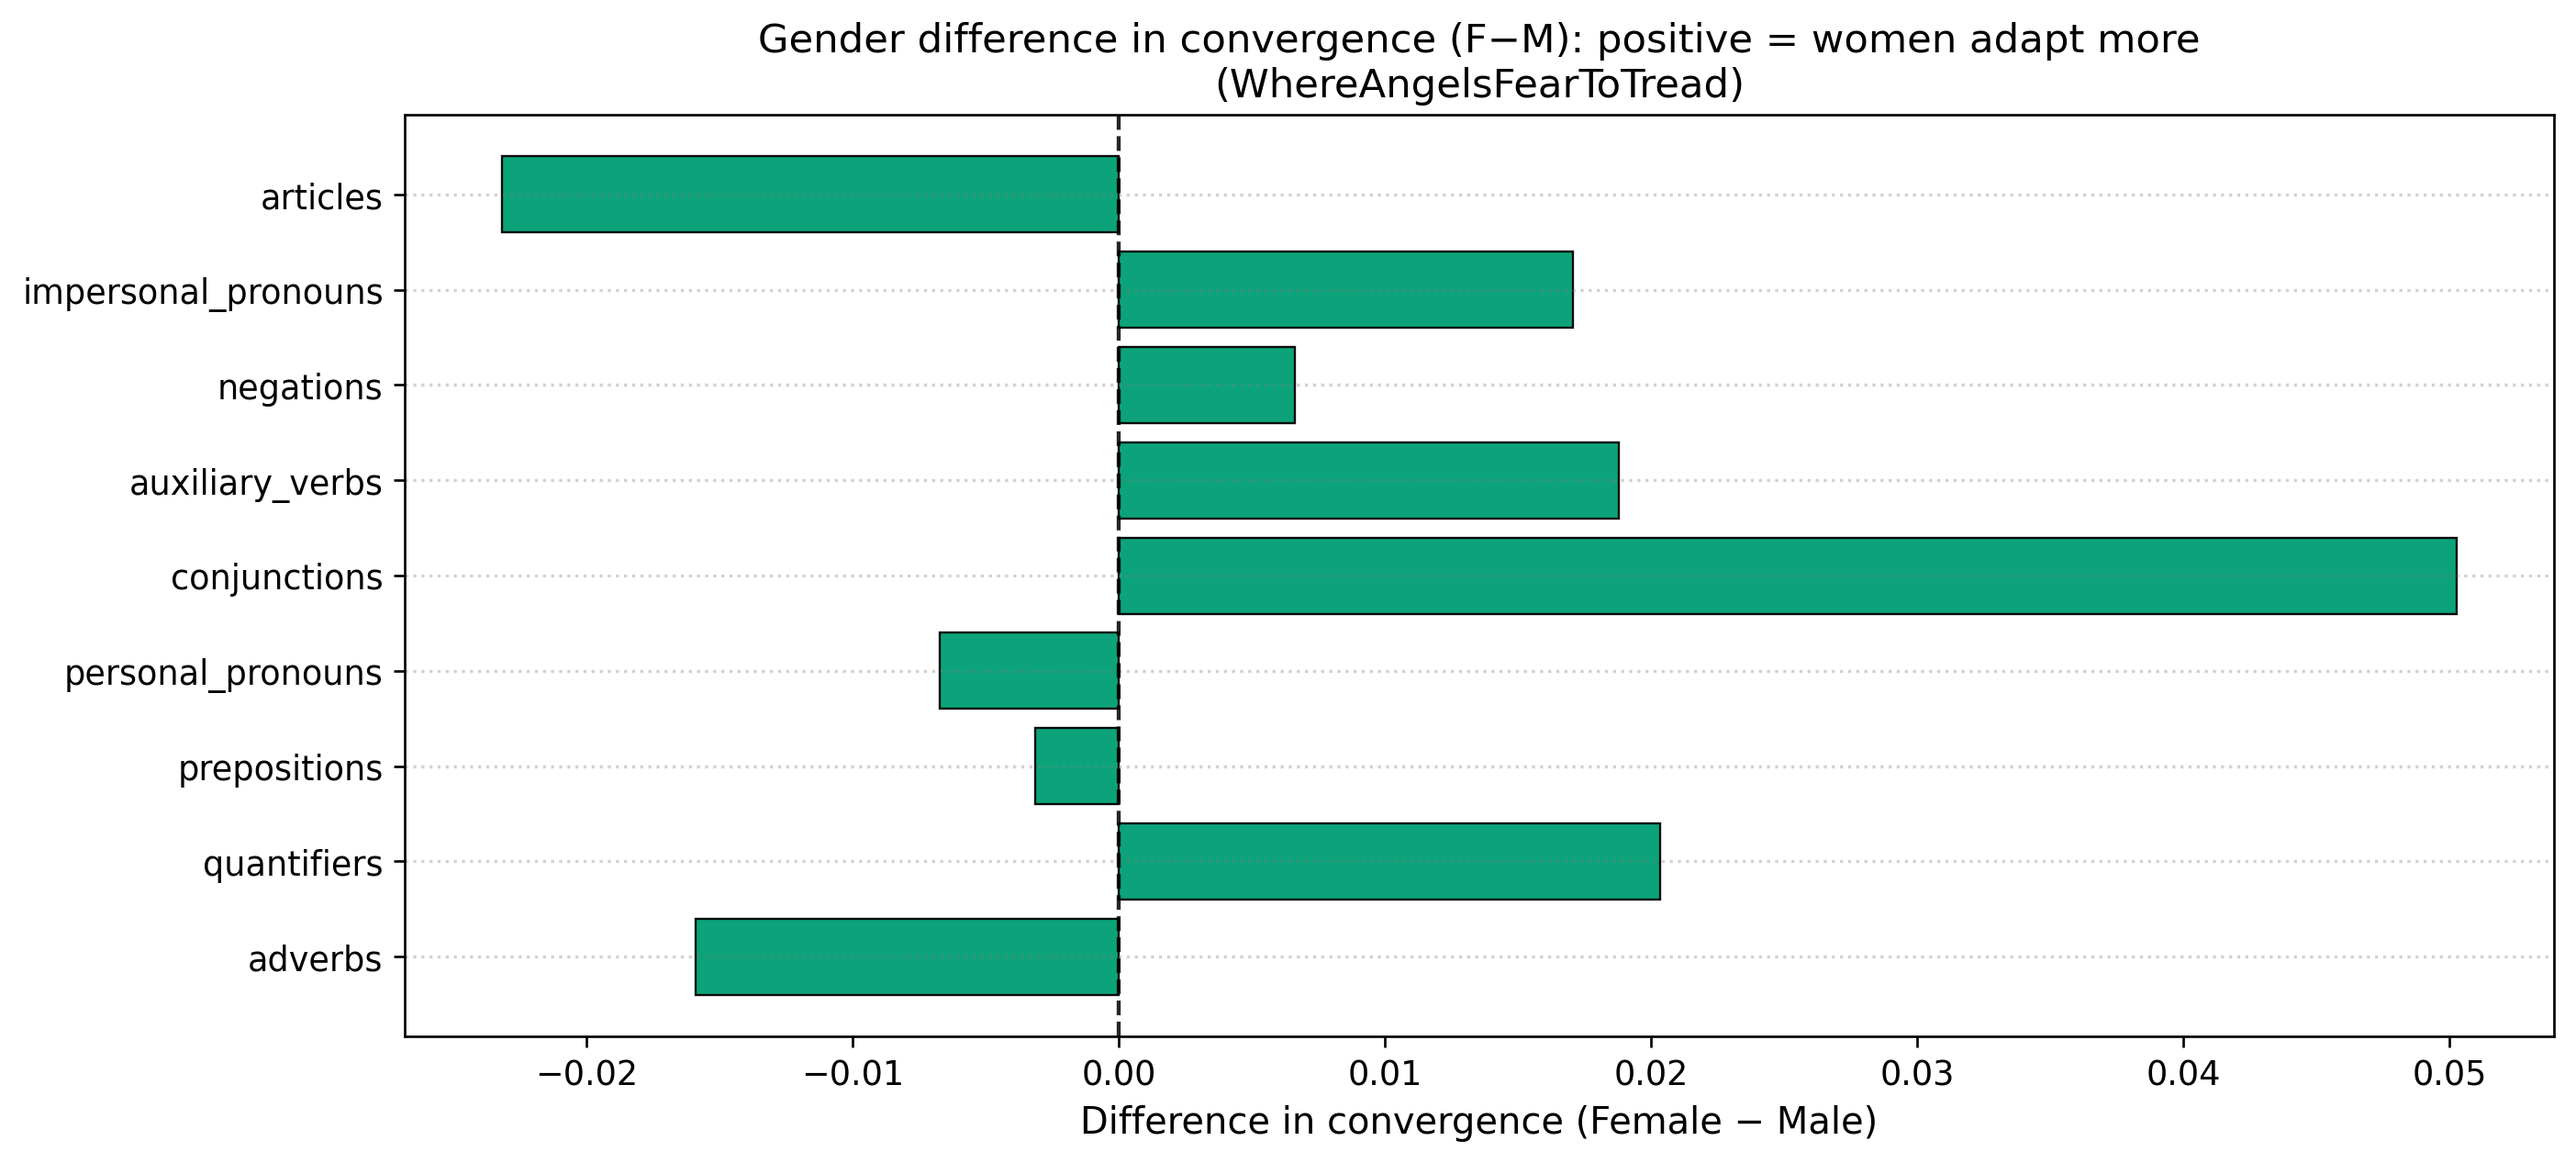 Gender difference in convergence (F−M): positive = women adapt more
(WhereAngelsFearToTread)
articles
impersonal_pronouns
negations
auxiliary_verbs
conjunctions
personal_pronouns
prepositions
quantifiers
adverbs
−0.02 −0.01 0.00 0.01 0.02 0.03 0.04 0.05
Difference in convergence (Female − Male)